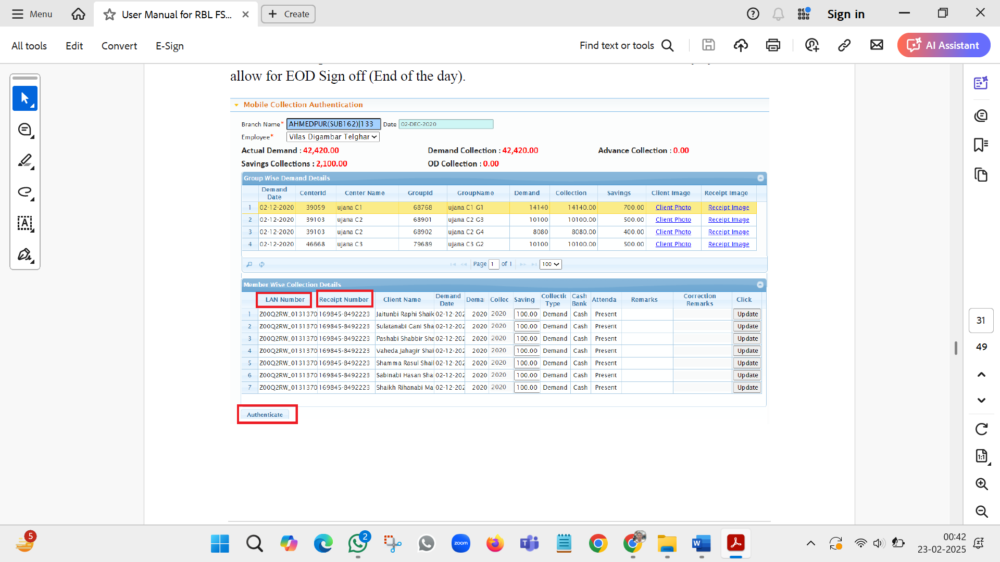 Menu
User Manual for RBL FS...
Create
Sign in
All tools
Edit
Convert
E-Sign
Find text or tools
AI Assistant
allow for EOD Sign off (End of the day).
Mobile Collection Authentication
Branch Name* AHMEDPUR(SUB162)|133 Date 02-DEC-2020
Employee* Vilas Digambar Telghar
Actual Demand : 42,420.00 Demand Collection : 42,420.00 Advance Collection : 0.00
Savings Collections : 2,100.00 OD Collection : 0.00
Group Wise Demand Details
Demand Date CenterId Center Name GroupId GroupName Demand Collection Savings Client Image Receipt Image
1 02-12-2020 39059 ujana C1 68768 ujana C1 G1 14140 14140.00 700.00 Client Photo Receipt Image
2 02-12-2020 39103 ujana C2 68901 ujana C2 G3 10100 10100.00 500.00 Client Photo Receipt Image
3 02-12-2020 39103 ujana C2 68902 ujana C2 G4 8080 8080.00 400.00 Client Photo Receipt Image
4 02-12-2020 46668 ujana C3 79689 ujana C3 G2 10100 10100.00 500.00 Client Photo Receipt Image
Page 1 of 1 100
Member Wise Collection Details
LAN Number Receipt Number Client Name Demand Date Dema Collec Saving Collectic Type Cash Bank Attenda Remarks Correction Remarks Click
1 Z00Q2RW_0131370 169845-8492223 Jaitunbi Raphi Shaik 02-12-202 2020 2020 100.00 Demand Cash Present Update
2 Z00Q2RW_0131370 169845-8492223 Sulatanabi Gani Sha 02-12-202 2020 2020 100.00 Demand Cash Present Update
3 Z00Q2RW_0131370 169845-8492223 Pashabi Shabbir Sha 02-12-202 2020 2020 100.00 Demand Cash Present Update
4 Z00Q2RW_0131370 169845-8492223 Vaheda Jahagir Shai 02-12-202 2020 2020 100.00 Demand Cash Present Update
5 Z00Q2RW_0131370 169845-8492223 Shamma Rasul Shail 02-12-202 2020 2020 100.00 Demand Cash Present Update
6 Z00Q2RW_0131370 169845-8492223 Sabinabi Hasan Sha 02-12-202 2020 2020 100.00 Demand Cash Present Update
7 Z00Q2RW_0131370 169845-8492223 Shaikh Rihanabi Ma 02-12-202 2020 2020 100.00 Demand Cash Present Update
Authenticate
31
49
1:1
5
2
zoom
00:42
23-02-2025